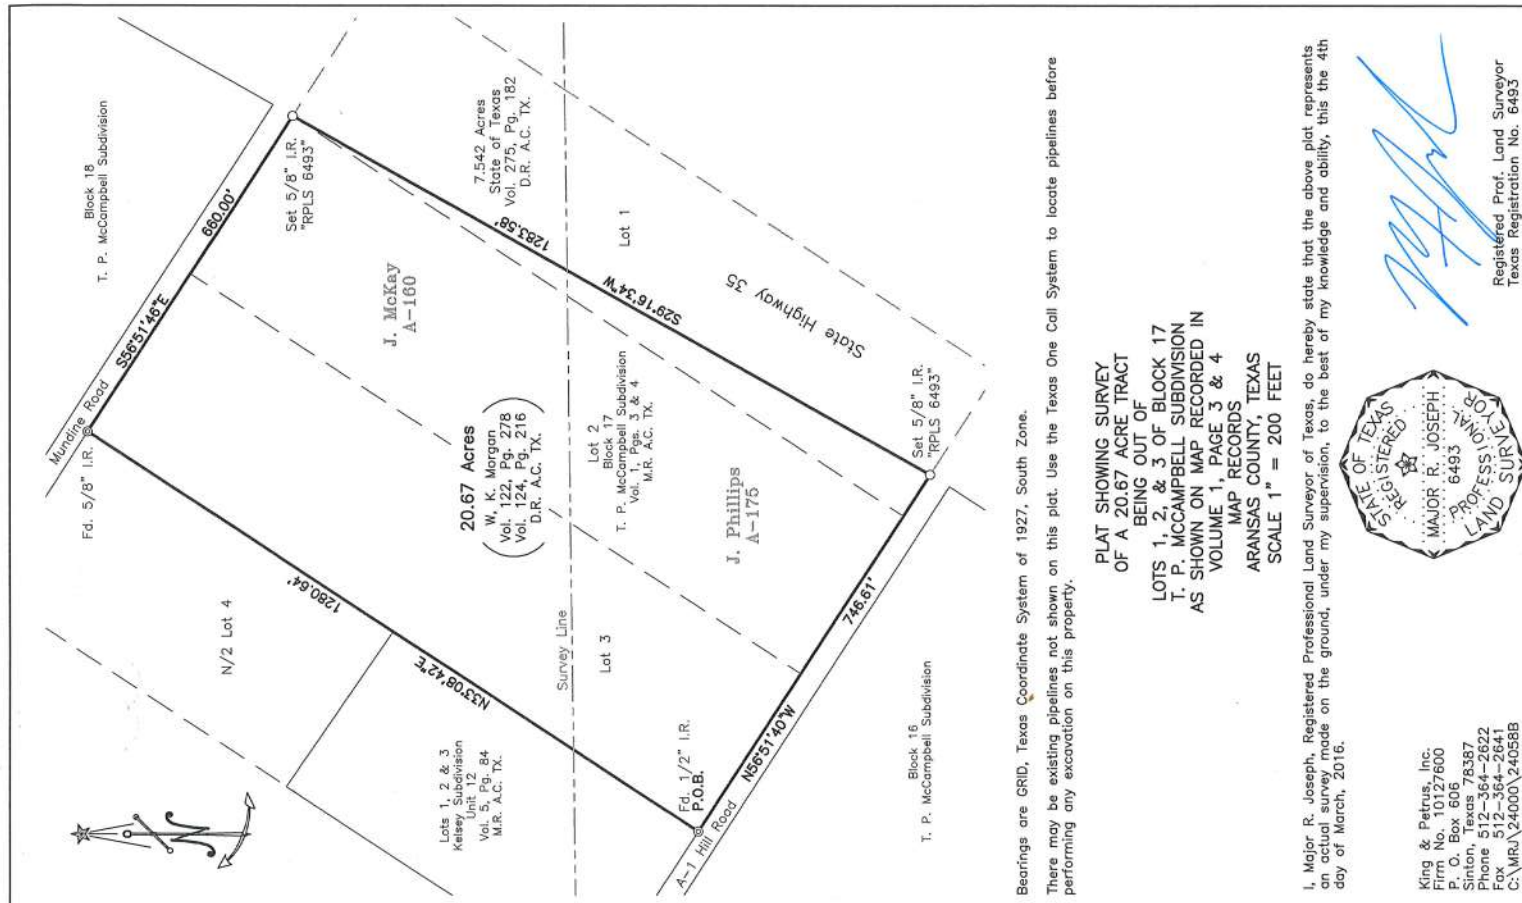 Block 18
T. P. McCampbell Subdivision
Mundine Road
S56°51'46"E
660.00'
Fd. 5/8" I.R.
Set 5/8" I.R.
"RPLS 6493"
7.542 Acres
State of Texas
Vol. 275, Pg. 182
D.R. A.C. TX.
N/2 Lot 4
1280.64'
N33°08'42"E
J. McKay
A-160
1283.58'
S29°16'34"W
Lot 1
State Highway 35
20.67 Acres
W. K. Morgan
Vol. 122, Pg. 278
Vol. 124, Pg. 216
D.R. A.C. TX.
Lots 1, 2 & 3
Kelsey Subdivision
Unit 12
Vol. 5, Pg. 84
M.R. A.C. TX.
Survey Line
Lot 3
Lot 2
Block 17
T. P. McCampbell Subdivision
Vol. 1, Pgs. 3 & 4
M.R. A.C. TX.
J. Phillips
A-175
Fd. 1/2" I.R.
P.O.B.
A-1 Hill Road
N56°51'40"W
746.61'
Set 5/8" I.R.
"RPLS 6493"
Block 16
T. P. McCampbell Subdivision
N
Bearings are GRID, Texas Coordinate System of 1927, South Zone.
There may be existing pipelines not shown on this plat. Use the Texas One Call System to locate pipelines before
performing any excavation on this property.
PLAT SHOWING SURVEY
OF A 20.67 ACRE TRACT
BEING OUT OF
LOTS 1, 2, & 3 OF BLOCK 17
T. P. MCCAMPBELL SUBDIVISION
AS SHOWN ON MAP RECORDED IN
VOLUME 1, PAGE 3 & 4
MAP RECORDS
ARANSAS COUNTY, TEXAS
SCALE 1" = 200 FEET
I, Major R. Joseph, Registered Professional Land Surveyor of Texas, do hereby state that the above plat represents
an actual survey made on the ground, under my supervision, to the best of my knowledge and ability, this the 4th
day of March, 2016.
King & Petrus, Inc.
Firm No. 10127600
P. O. Box 606
Sinton, Texas 78387
Phone 512-364-2622
Fax 512-364-2641
C:\MRJ\24000\24058B
STATE OF TEXAS
REGISTERED
MAJOR R. JOSEPH
6493
PROFESSIONAL
LAND SURVEYOR
Registered Prof. Land Surveyor
Texas Registration No. 6493